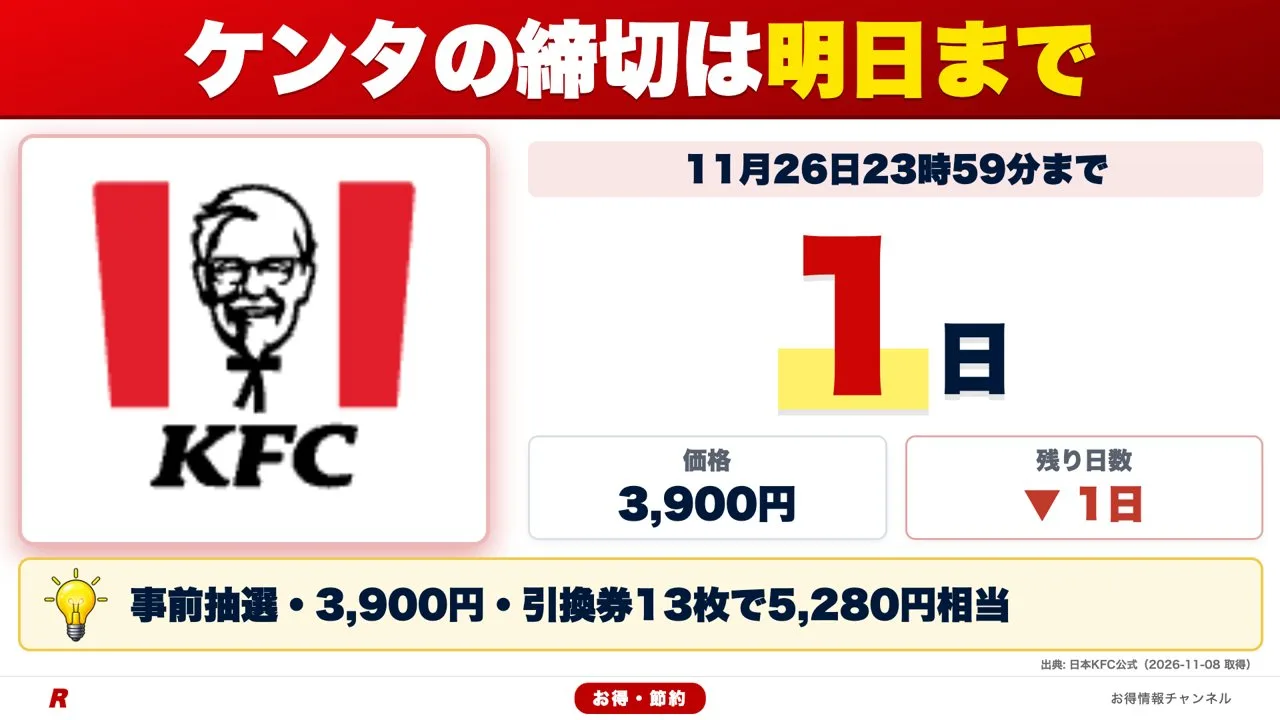 ケンタの締切は明日まで
KFC
11月26日23時59分まで
1日
価格
3,900円
残り日数
▼ 1日
事前抽選・3,900円・引換券13枚で5,280円相当
出典: 日本KFC公式（2026-11-08 取得）
R
お得・節約
お得情報チャンネル